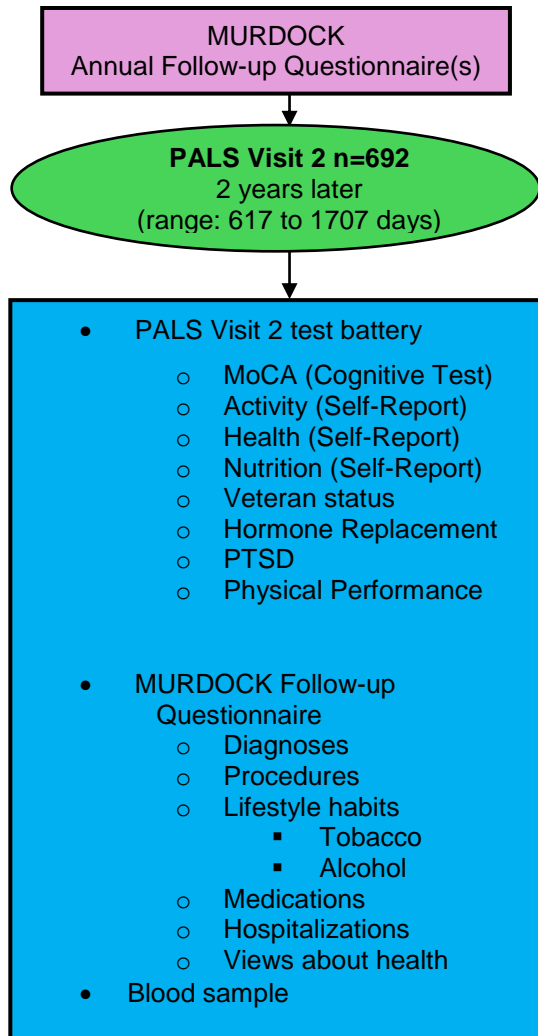 MURDOCK
Annual Follow-up Questionnaire(s)
PALS Visit 2 n=692
2 years later
(range: 617 to 1707 days)
• PALS Visit 2 test battery
o MoCA (Cognitive Test)
o Activity (Self-Report)
o Health (Self-Report)
o Nutrition (Self-Report)
o Veteran status
o Hormone Replacement
o PTSD
o Physical Performance
• MURDOCK Follow-up
Questionnaire
o Diagnoses
o Procedures
o Lifestyle habits
▪ Tobacco
▪ Alcohol
o Medications
o Hospitalizations
o Views about health
• Blood sample